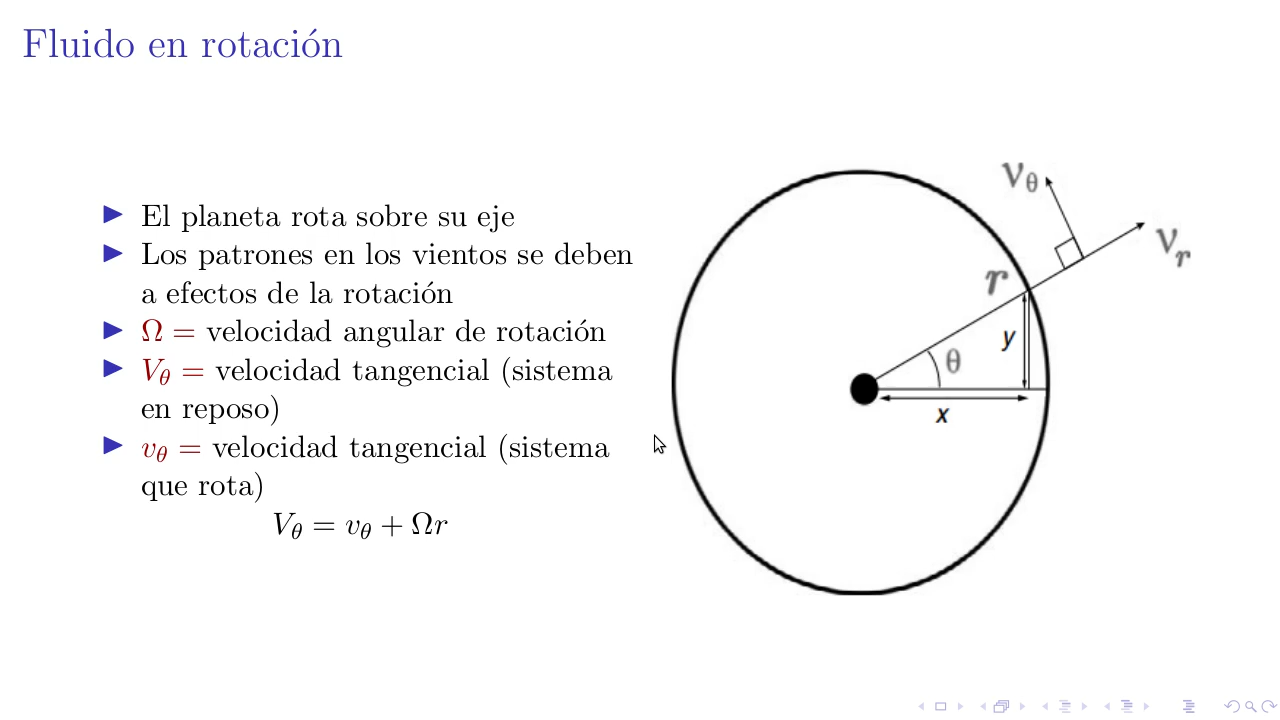 Fluido en rotación
El planeta rota sobre su eje
Los patrones en los vientos se deben
a efectos de la rotación
Ω = velocidad angular de rotación
V_θ = velocidad tangencial (sistema
en reposo)
v_θ = velocidad tangencial (sistema
que rota)
V_θ = v_θ + Ωr
v_θ
v_r
r
y
θ
x